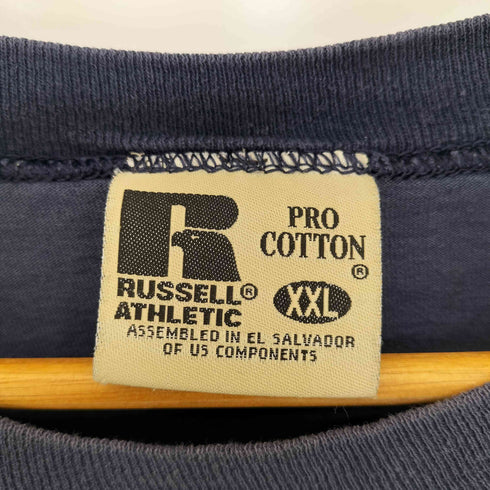 R
PRO
COTTON®
XXL
RUSSELL®
ATHLETIC
ASSEMBLED IN EL SALVADOR
OF US COMPONENTS